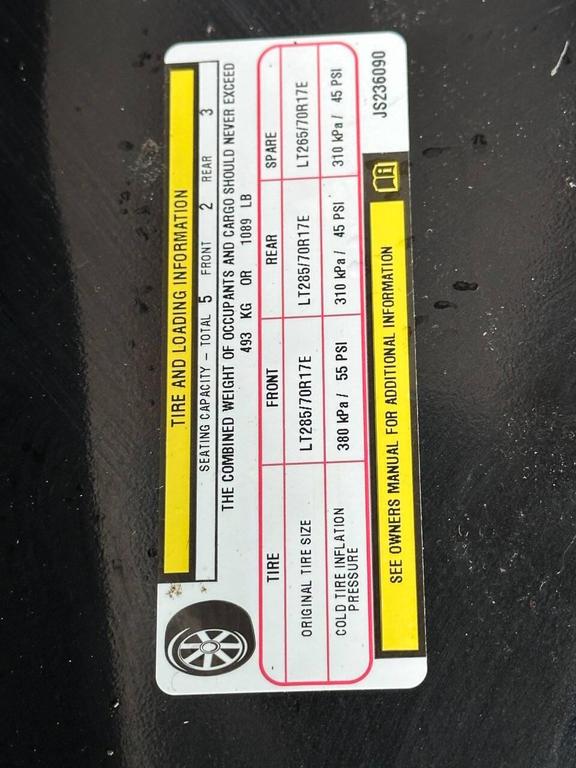 TIRE AND LOADING INFORMATION
SEATING CAPACITY – TOTAL 5 FRONT 2 REAR 3
THE COMBINED WEIGHT OF OCCUPANTS AND CARGO SHOULD NEVER EXCEED
493 KG OR 1089 LB
TIRE FRONT REAR SPARE
ORIGINAL TIRE SIZE LT285/70R17E LT285/70R17E LT265/70R17E
COLD TIRE INFLATION
PRESSURE 380 kPa / 55 PSI 310 kPa / 45 PSI 310 kPa / 45 PSI
SEE OWNERS MANUAL FOR ADDITIONAL INFORMATION
JS236090